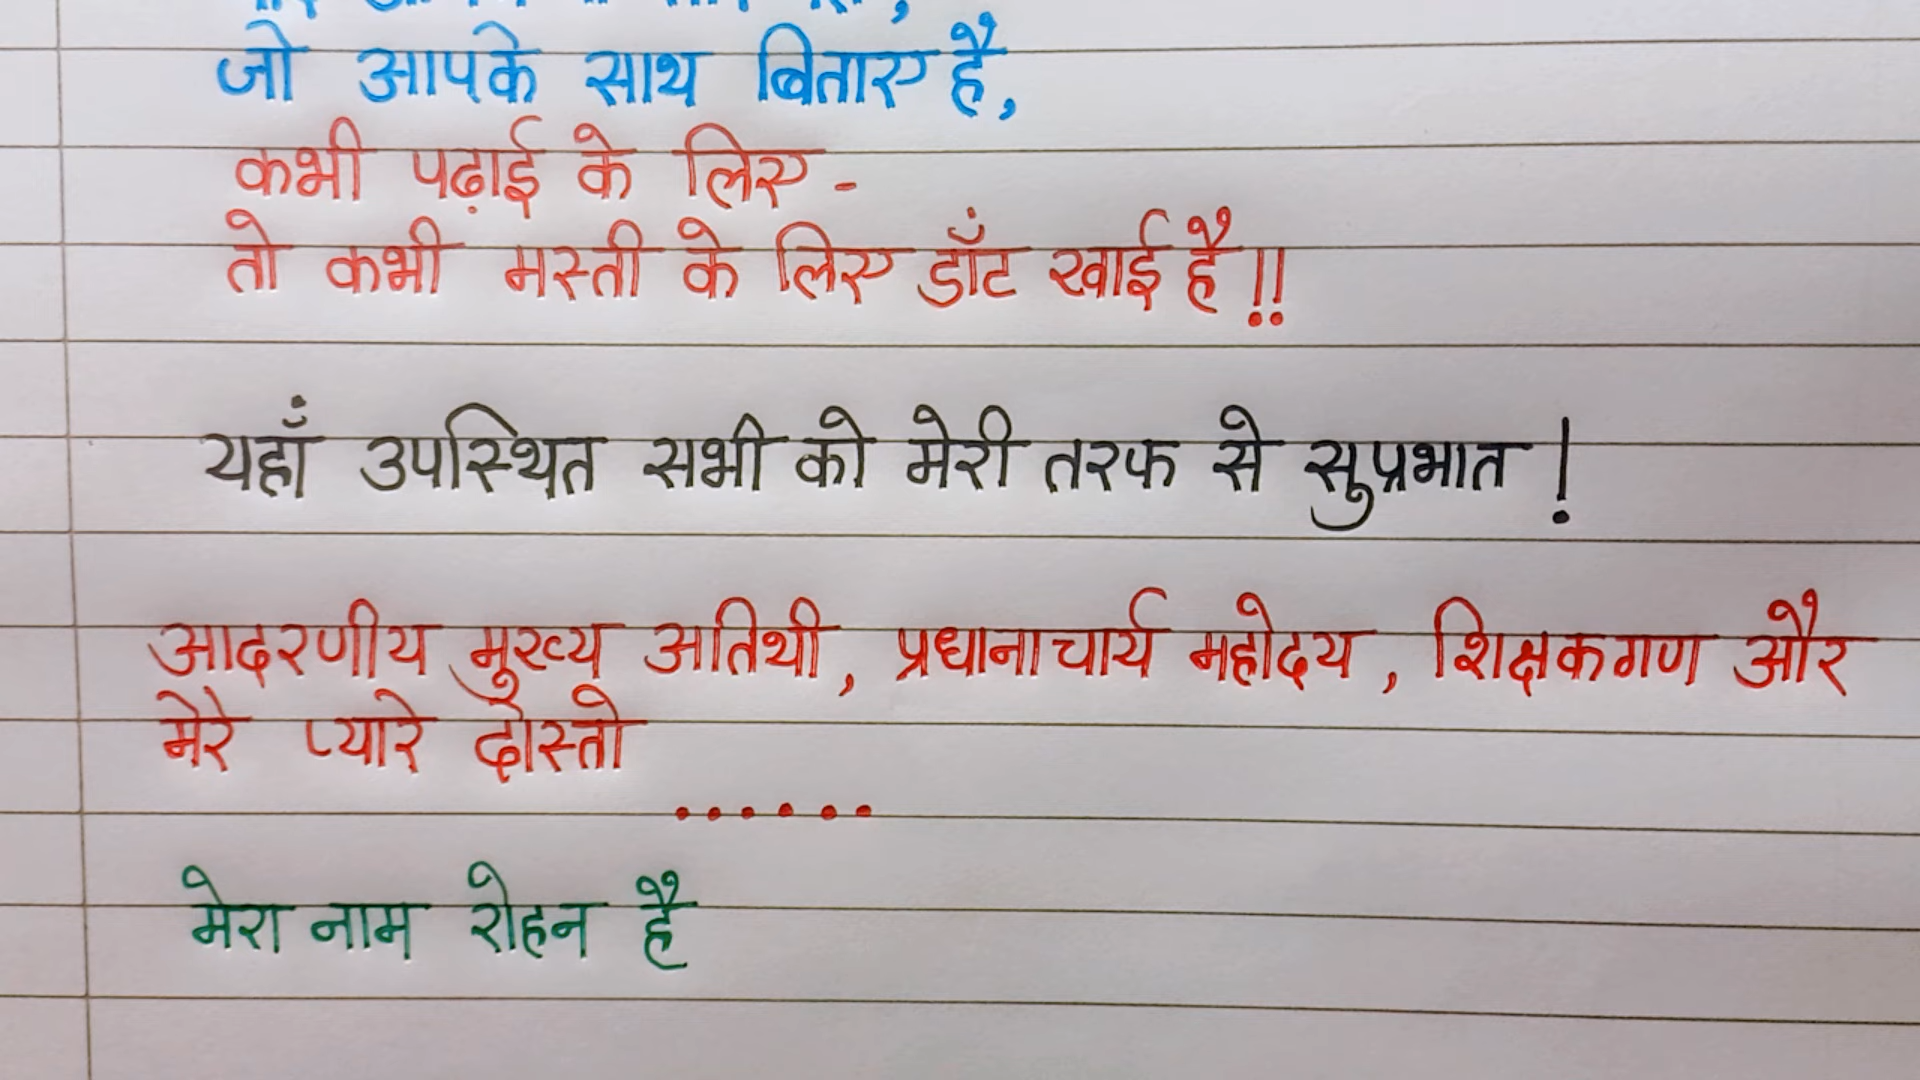 जो आपके साथ बिताए है,
कभी पढ़ाई के लिए -
तो कभी मस्ती के लिए डाँट खाई है!!
यहाँ उपस्थित सभी को मेरी तरफ से सुप्रभात !
आदरणीय मुख्य अतिथी, प्रधानाचार्य महोदय, शिक्षकगण और
मेरे प्यारे दोस्तो
......
मेरा नाम रोहन है